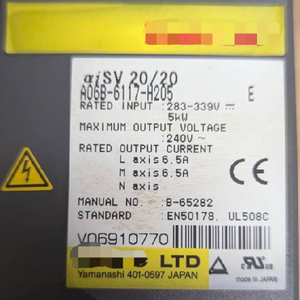 αiSV 20/20
A06B-6117-H205 E
RATED INPUT : 283-339V ⎓
5kW
MAXIMUM OUTPUT VOLTAGE
: 240V ~
RATED OUTPUT CURRENT
L axis 6.5A
M axis 6.5A
N axis
MANUAL NO. : B-65282
STANDARD : EN50178, UL508C
V06910770
LTD
Yamanashi 401-0597 JAPAN
MADE IN JAPAN